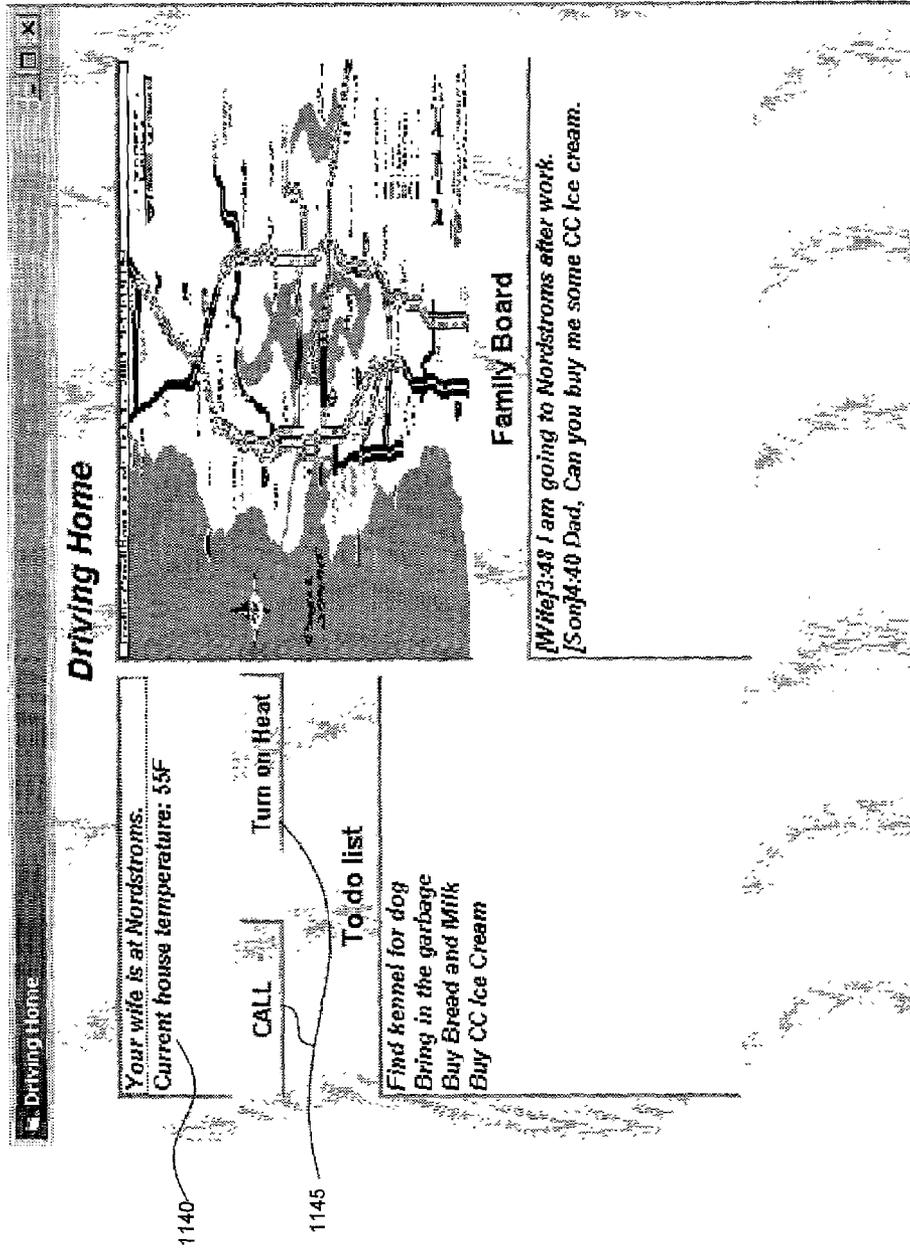 Driving Home
Driving Home
Your wife is at Nordstroms.
Current house temperature: 55F
CALL
Turn on Heat
To do list
Find kennel for dog
Bring in the garbage
Buy Bread and Milk
Buy CC Ice Cream
Family Board
[Wife]3:48 I am going to Nordstroms after work.
[Son]4:40 Dad, Can you buy me some CC Ice cream.
1140
1145